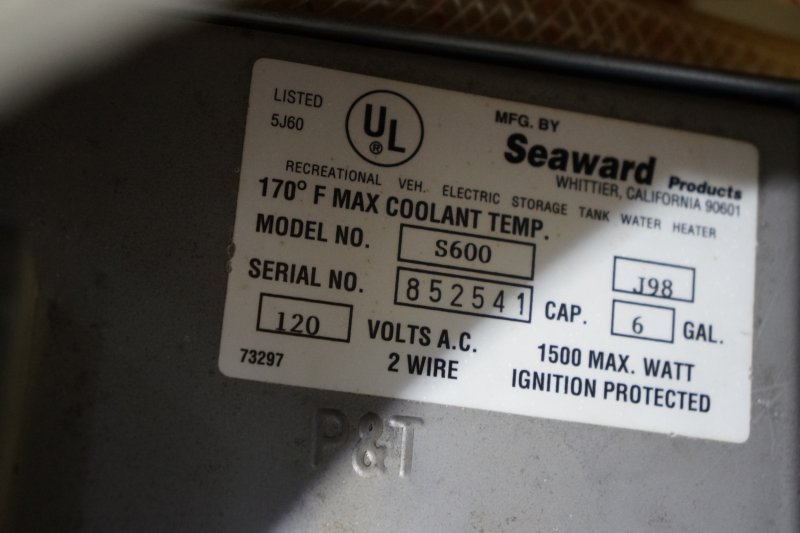 LISTED
5J60
UL
®
MFG. BY
Seaward Products
WHITTIER, CALIFORNIA 90601
RECREATIONAL VEH. ELECTRIC STORAGE TANK WATER HEATER
170° F MAX COOLANT TEMP.
MODEL NO. S600
J98
SERIAL NO. 852541
CAP. 6 GAL.
120 VOLTS A.C.
2 WIRE
1500 MAX. WATT
IGNITION PROTECTED
73297
P&T